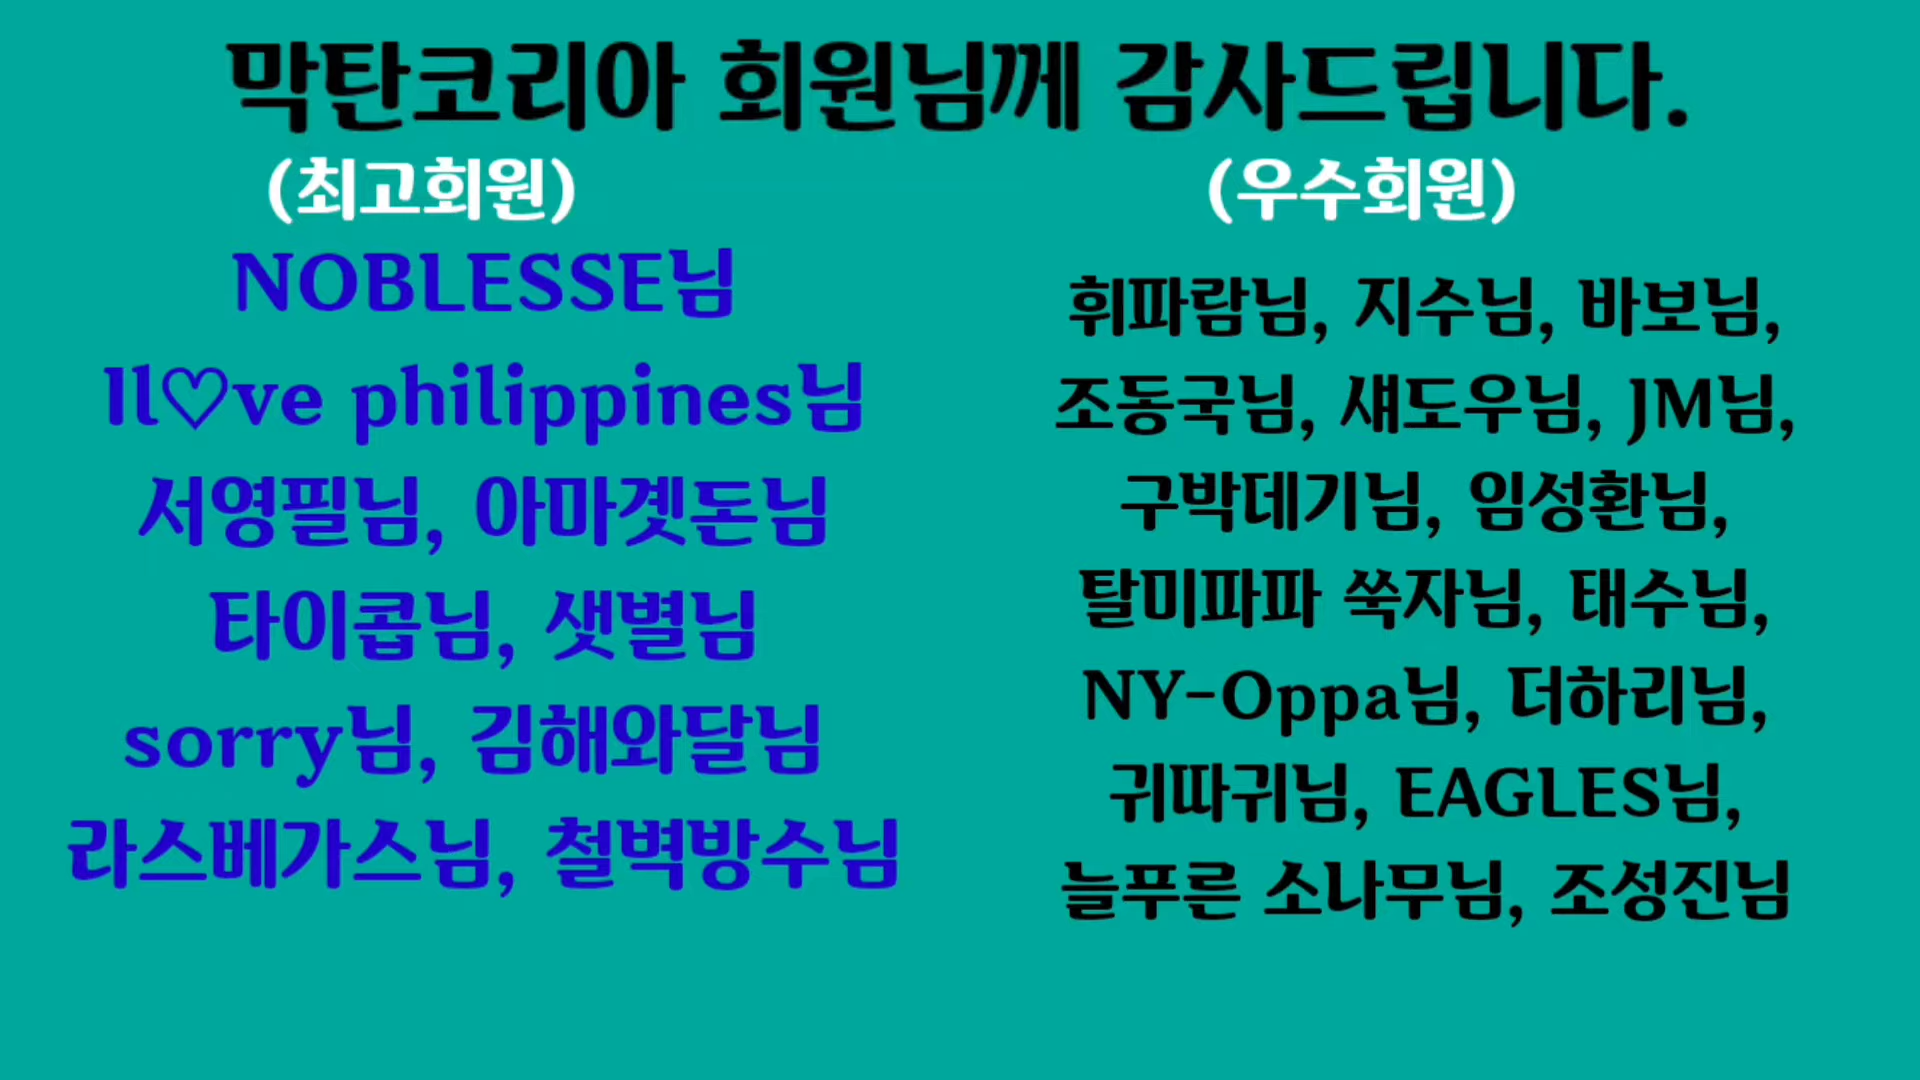 막탄코리아 회원님께 감사드립니다.
(최고회원)
NOBLESSE님
Il♡ve philippines님
서영필님, 아마겟돈님
타이콥님, 샛별님
sorry님, 김해와달님
라스베가스님, 철벽방수님
(우수회원)
휘파람님, 지수님, 바보님,
조동국님, 섀도우님, JM님,
구박데기님, 임성환님,
탈미파파 쑥자님, 태수님,
NY-Oppa님, 더하리님,
귀따귀님, EAGLES님,
늘푸른 소나무님, 조성진님